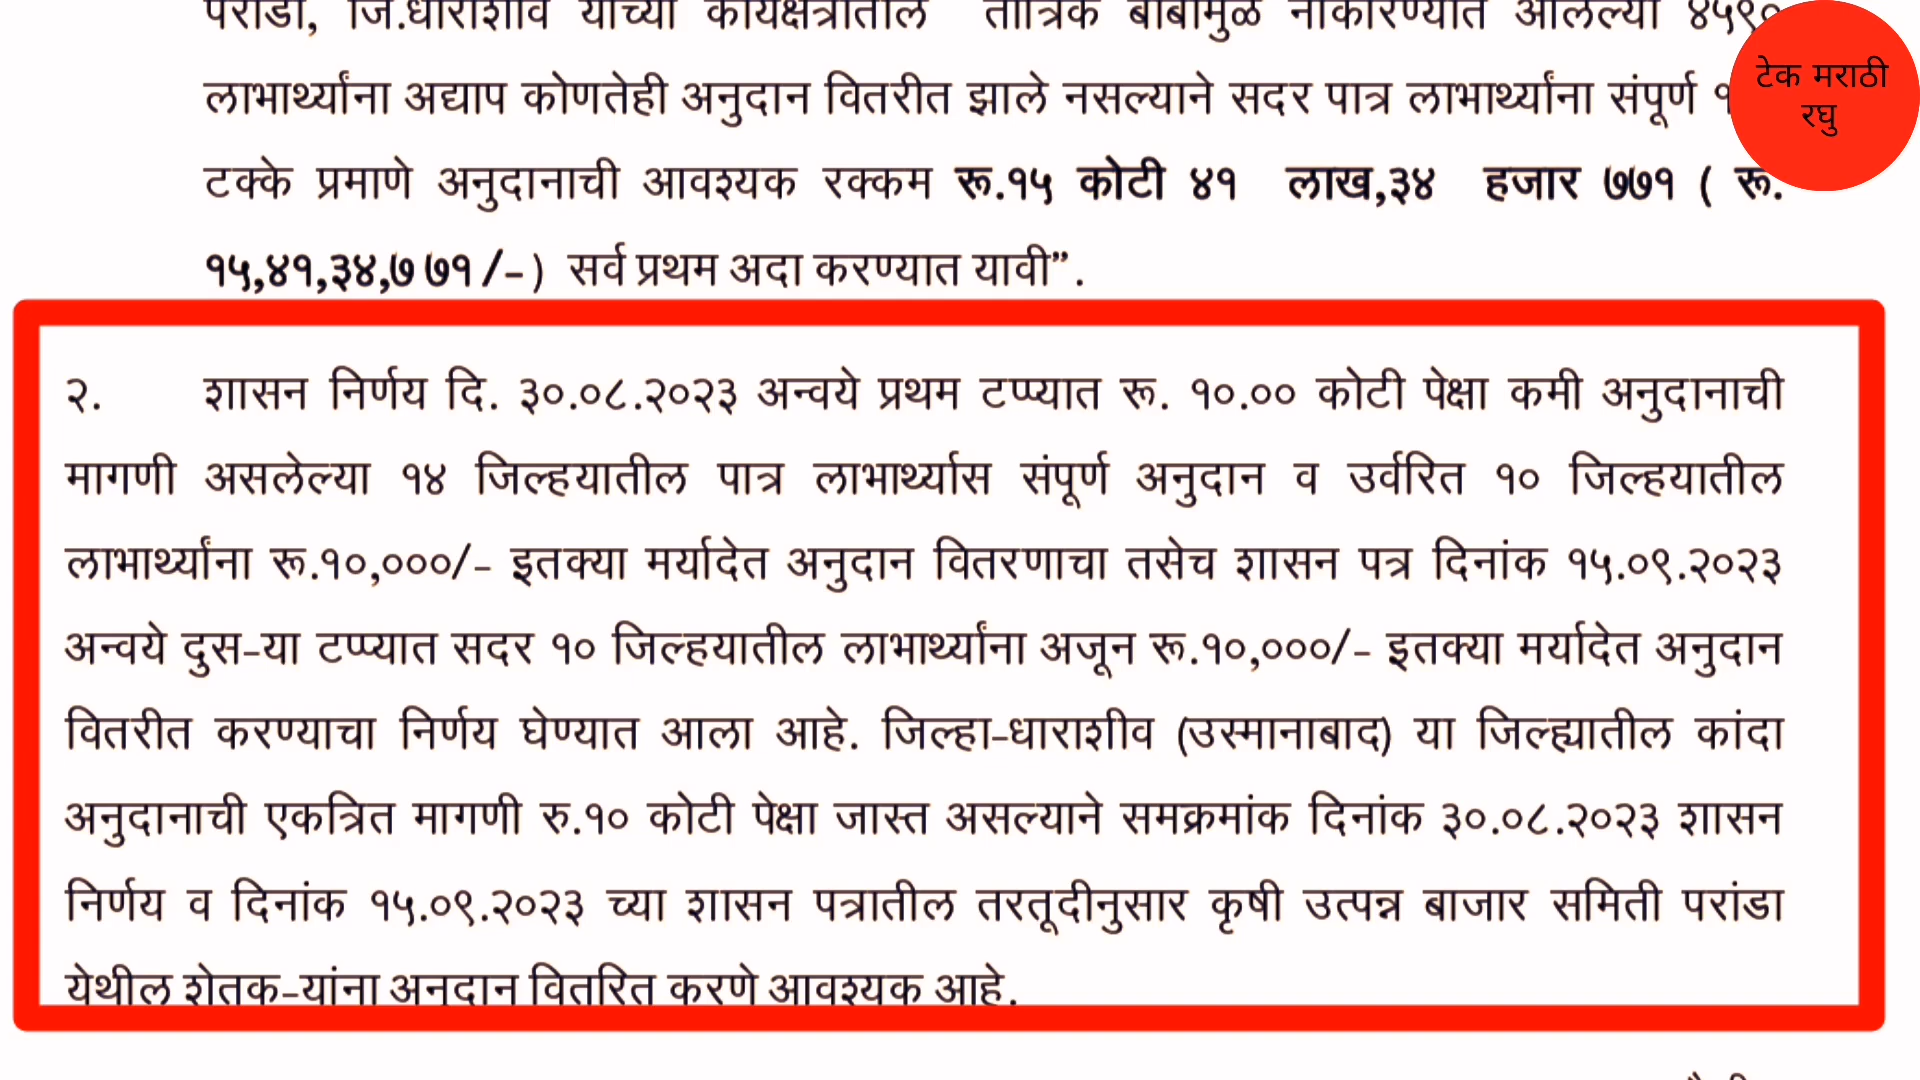 परांडा, जि.धाराशीव यांच्या कार्यक्षेत्रातील तांत्रिक बाबींमुळे नाकारण्यात आलेल्या
टेक मराठी
रघु
लाभार्थ्यांना अद्याप कोणतेही अनुदान वितरीत झाले नसल्याने सदर पात्र लाभार्थ्यांना संपूर्ण
टक्के प्रमाणे अनुदानाची आवश्यक रक्कम रू.१५ कोटी ४१ लाख,३४ हजार ७७१ ( रू.
१५,४१,३४,७७१/-) सर्व प्रथम अदा करण्यात यावी”.
२. शासन निर्णय दि. ३०.०८.२०२३ अन्वये प्रथम टप्प्यात रू. १०.०० कोटी पेक्षा कमी अनुदानाची
मागणी असलेल्या १४ जिल्हयातील पात्र लाभार्थ्यास संपूर्ण अनुदान व उर्वरित १० जिल्हयातील
लाभार्थ्यांना रू.१०,०००/- इतक्या मर्यादेत अनुदान वितरणाचा तसेच शासन पत्र दिनांक १५.०९.२०२३
अन्वये दुस-या टप्प्यात सदर १० जिल्हयातील लाभार्थ्यांना अजून रू.१०,०००/- इतक्या मर्यादेत अनुदान
वितरीत करण्याचा निर्णय घेण्यात आला आहे. जिल्हा-धाराशीव (उस्मानाबाद) या जिल्ह्यातील कांदा
अनुदानाची एकत्रित मागणी रु.१० कोटी पेक्षा जास्त असल्याने समक्रमांक दिनांक ३०.०८.२०२३ शासन
निर्णय व दिनांक १५.०९.२०२३ च्या शासन पत्रातील तरतूदीनुसार कृषी उत्पन्न बाजार समिती परांडा
येथील शेतक-यांना अनुदान वितरित करणे आवश्यक आहे.